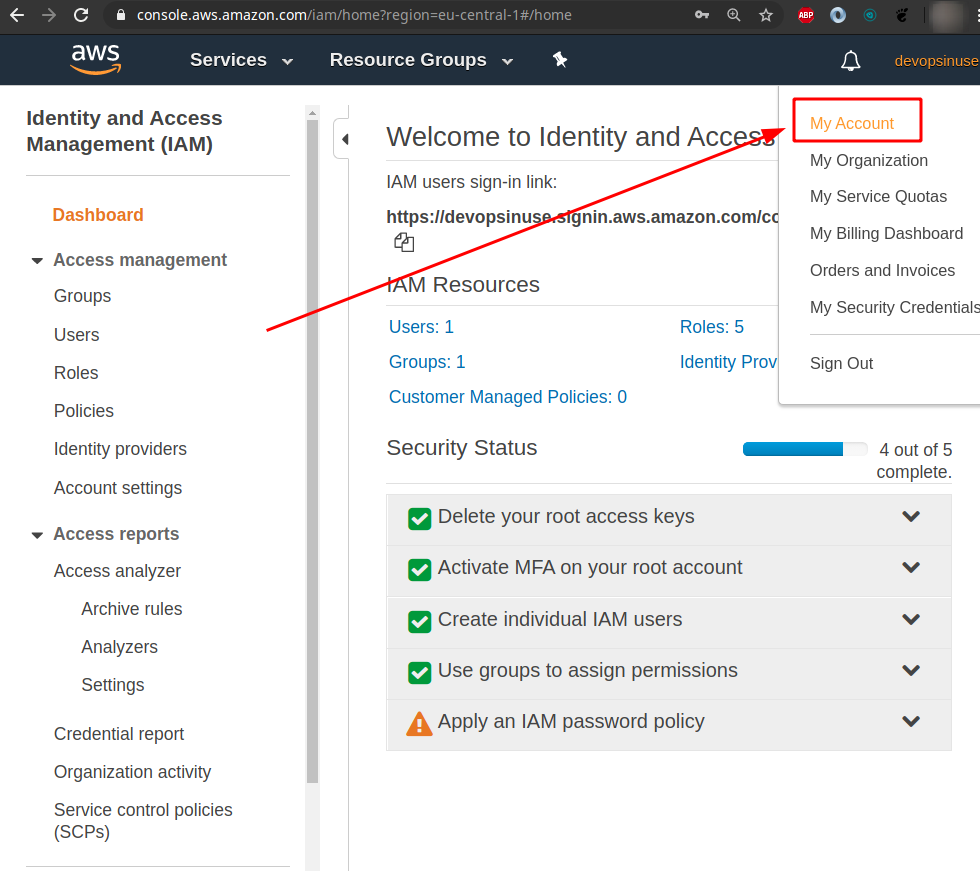 console.aws.amazon.com/iam/home?region=eu-central-1#/home
ABP
aws
Services
Resource Groups
devopsinuse
Identity and Access
Management (IAM)
Dashboard
Access management
Groups
Users
Roles
Policies
Identity providers
Account settings
Access reports
Access analyzer
Archive rules
Analyzers
Settings
Credential report
Organization activity
Service control policies
(SCPs)
Welcome to Identity and Access
IAM users sign-in link:
https://devopsinuse.signin.aws.amazon.com/co
IAM Resources
Users: 1
Roles: 5
Groups: 1
Identity Prov
Customer Managed Policies: 0
Security Status
4 out of 5
complete.
Delete your root access keys
Activate MFA on your root account
Create individual IAM users
Use groups to assign permissions
Apply an IAM password policy
My Account
My Organization
My Service Quotas
My Billing Dashboard
Orders and Invoices
My Security Credentials
Sign Out